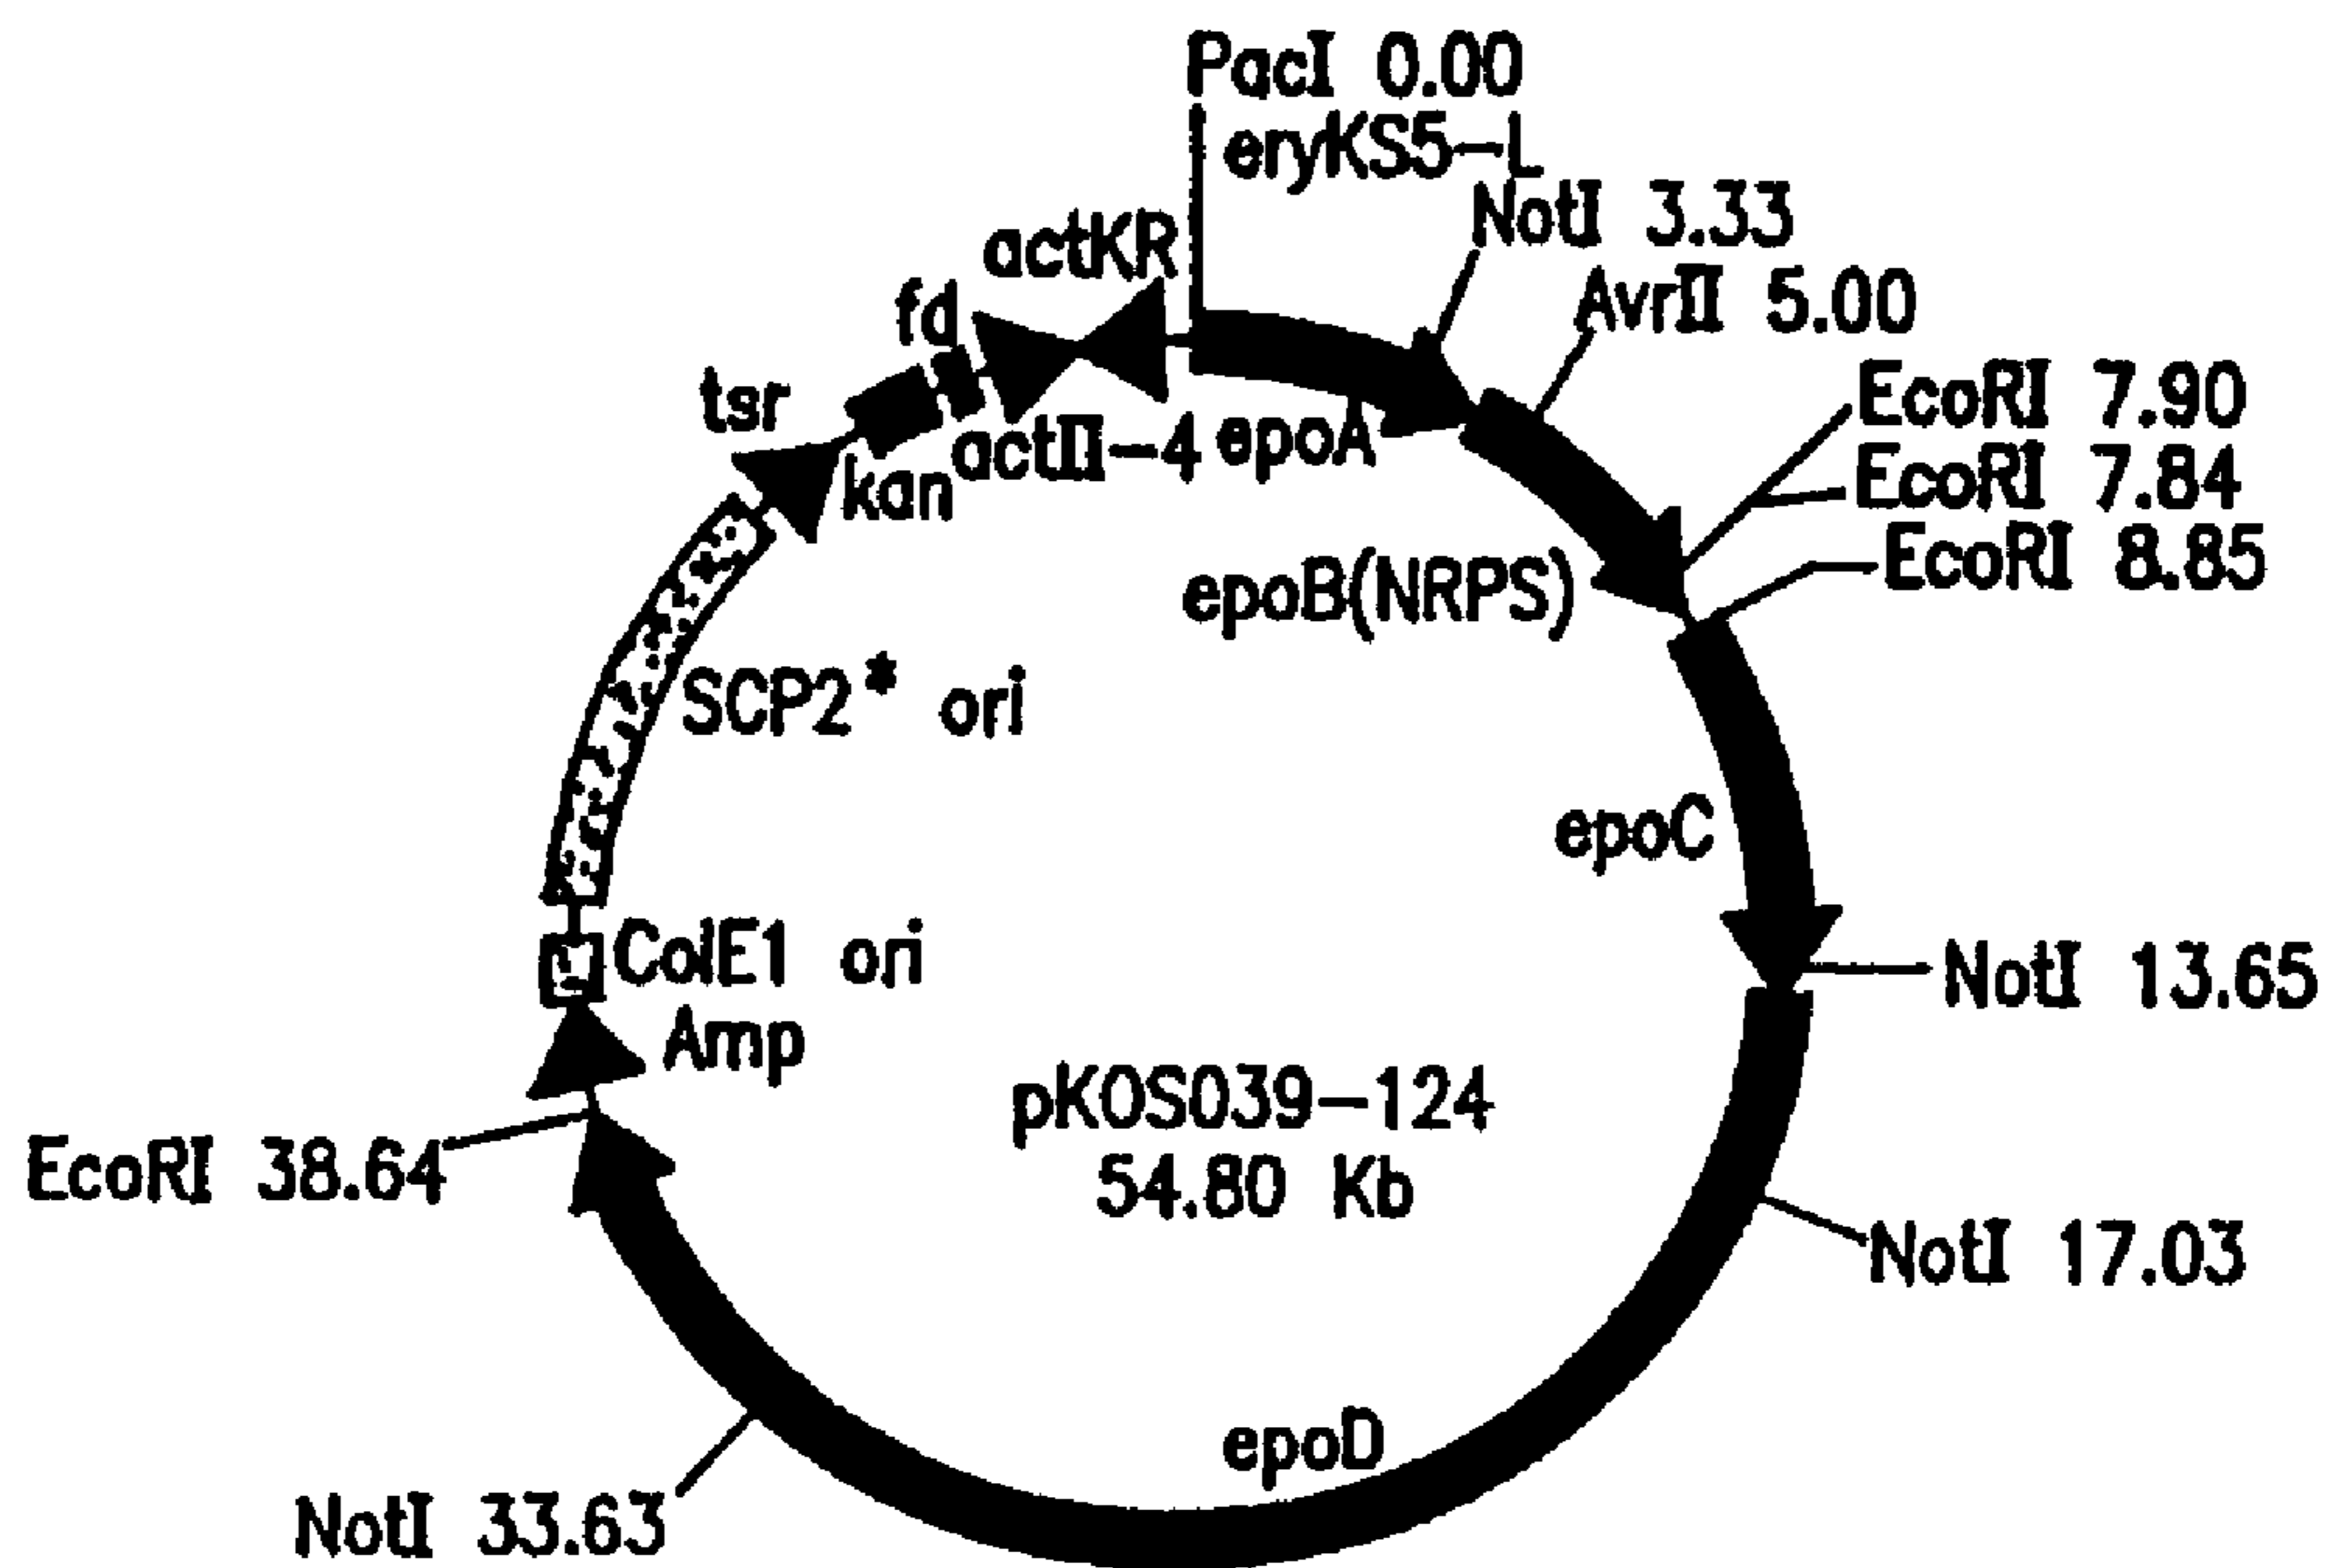 PacI 0.00
eryKS5-L
NotI 3.33
actKR
AvrII 5.00
fd
EcoRI 7.90
tsr
actII-4
epoA
EcoRI 7.84
kan
EcoRI 8.85
epoB(NRPS)
SCP2* ori
epoC
ColE1 ori
NotI 13.65
Amp
pKOS039-124
54.80 Kb
EcoRI 38.64
NotI 17.03
epoD
NotI 33.63